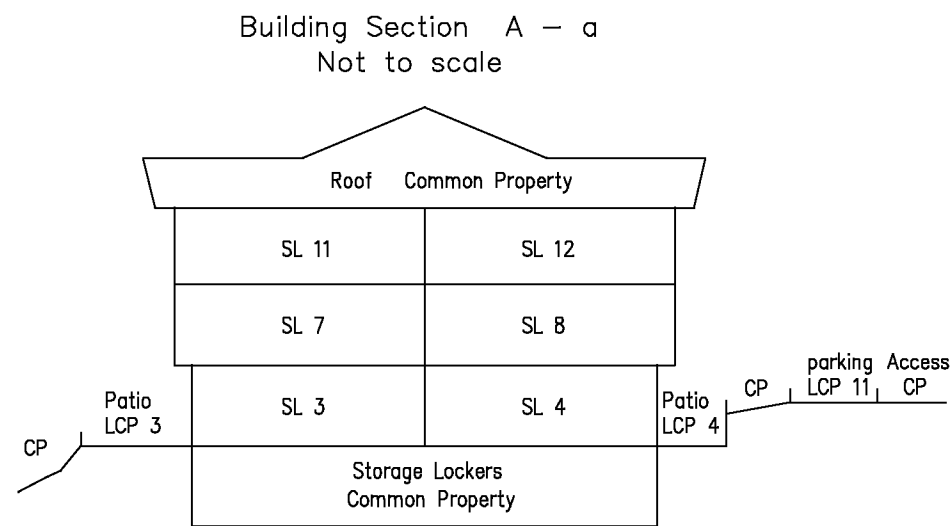 Building Section A – a
Not to scale
Roof Common Property
SL 11
SL 12
SL 7
SL 8
SL 3
SL 4
Patio
LCP 3
CP
Patio
LCP 4
CP
parking
LCP 11
Access
CP
Storage Lockers
Common Property